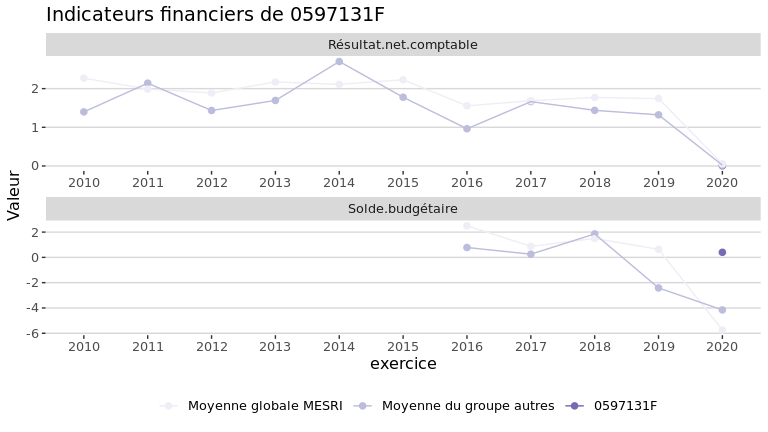 Indicateurs financiers de 0597131F
Résultat.net.comptable
2
1
0
2010 2011 2012 2013 2014 2015 2016 2017 2018 2019 2020
Solde.budgétaire
2
0
-2
-4
-6
2010 2011 2012 2013 2014 2015 2016 2017 2018 2019 2020
Valeur
exercice
Moyenne globale MESRI Moyenne du groupe autres 0597131F